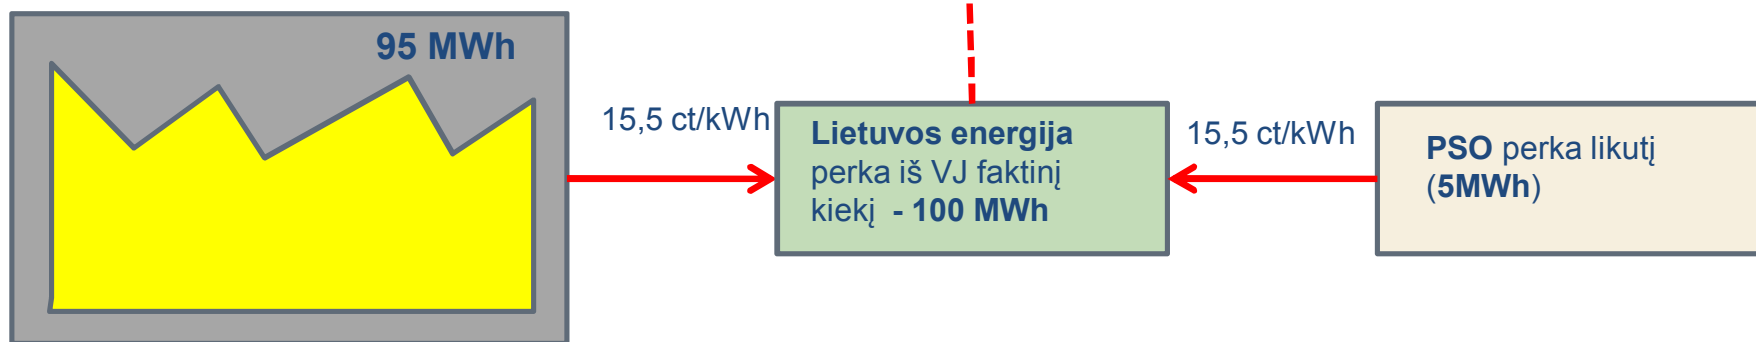 95 MWh
15,5 ct/kWh
Lietuvos energija
perka iš VJ faktinį
kiekį - 100 MWh
15,5 ct/kWh
PSO perka likutį
(5MWh)